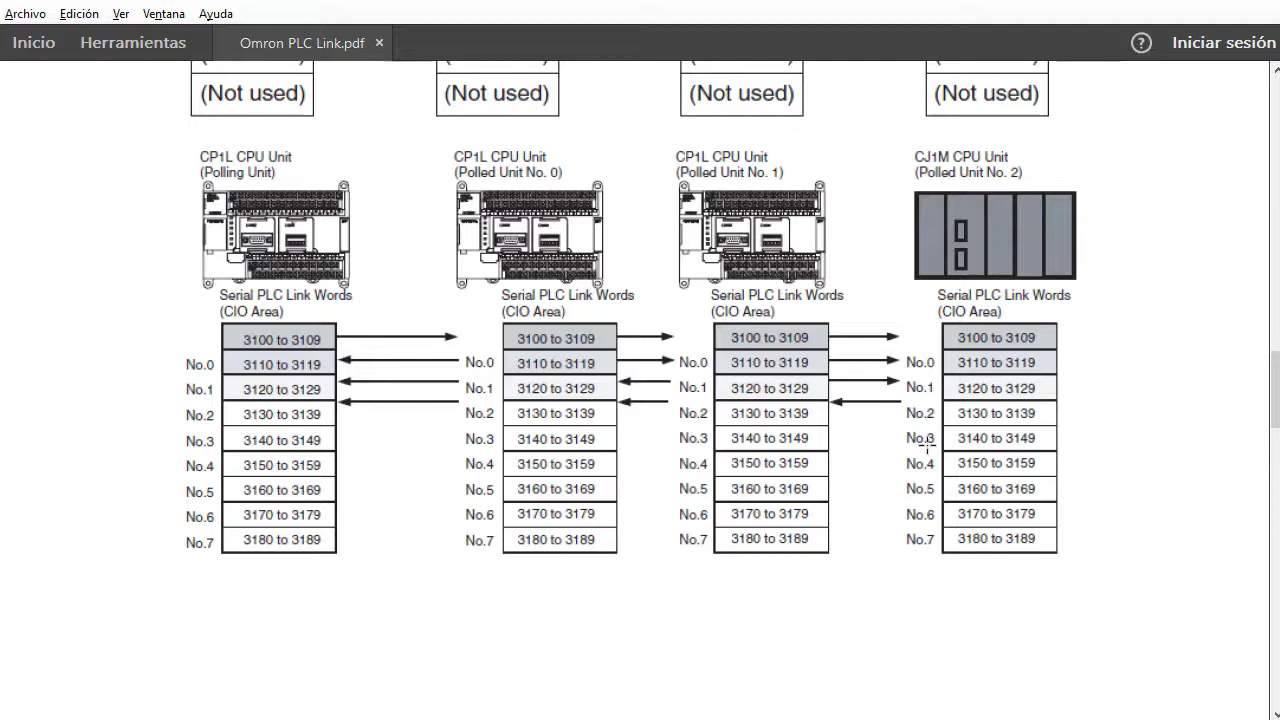 Archivo Edición Ver Ventana Ayuda
Inicio Herramientas Omron PLC Link.pdf × ? Iniciar sesión
(Not used) (Not used) (Not used) (Not used)
CP1L CPU Unit
(Polling Unit)
CP1L CPU Unit
(Polled Unit No. 0)
CP1L CPU Unit
(Polled Unit No. 1)
CJ1M CPU Unit
(Polled Unit No. 2)
Serial PLC Link Words
(CIO Area)
3100 to 3109
No.0 3110 to 3119
No.1 3120 to 3129
No.2 3130 to 3139
No.3 3140 to 3149
No.4 3150 to 3159
No.5 3160 to 3169
No.6 3170 to 3179
No.7 3180 to 3189
Serial PLC Link Words
(CIO Area)
3100 to 3109
No.0 3110 to 3119
No.1 3120 to 3129
No.2 3130 to 3139
No.3 3140 to 3149
No.4 3150 to 3159
No.5 3160 to 3169
No.6 3170 to 3179
No.7 3180 to 3189
Serial PLC Link Words
(CIO Area)
3100 to 3109
No.0 3110 to 3119
No.1 3120 to 3129
No.2 3130 to 3139
No.3 3140 to 3149
No.4 3150 to 3159
No.5 3160 to 3169
No.6 3170 to 3179
No.7 3180 to 3189
Serial PLC Link Words
(CIO Area)
3100 to 3109
No.0 3110 to 3119
No.1 3120 to 3129
No.2 3130 to 3139
No.3 3140 to 3149
No.4 3150 to 3159
No.5 3160 to 3169
No.6 3170 to 3179
No.7 3180 to 3189